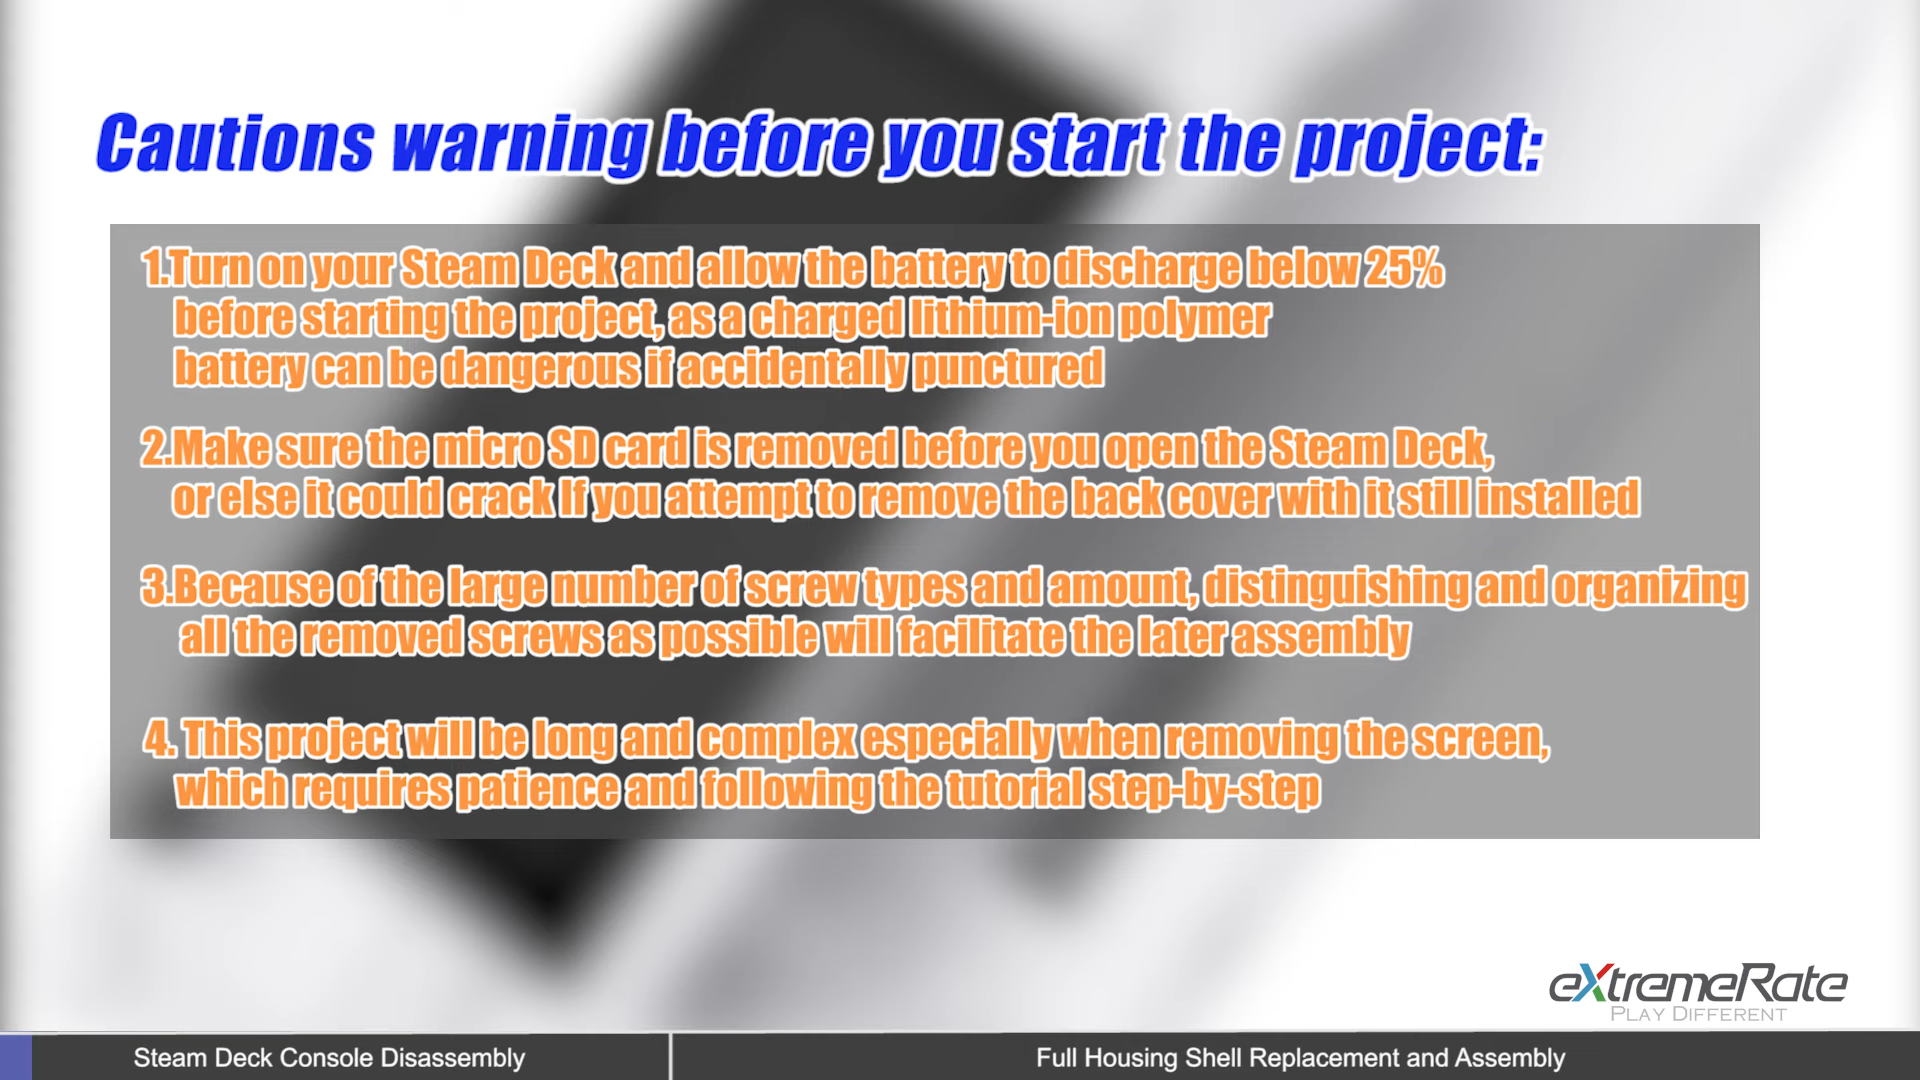 Cautions warning before you start the project:
1.Turn on your Steam Deck and allow the battery to discharge below 25%
before starting the project, as a charged lithium-ion polymer
battery can be dangerous if accidentally punctured
2.Make sure the micro SD card is removed before you open the Steam Deck,
or else it could crack If you attempt to remove the back cover with it still installed
3.Because of the large number of screw types and amount, distinguishing and organizing
all the removed screws as possible will facilitate the later assembly
4. This project will be long and complex especially when removing the screen,
which requires patience and following the tutorial step-by-step
eXtremeRate
PLAY DIFFERENT
Steam Deck Console Disassembly
Full Housing Shell Replacement and Assembly